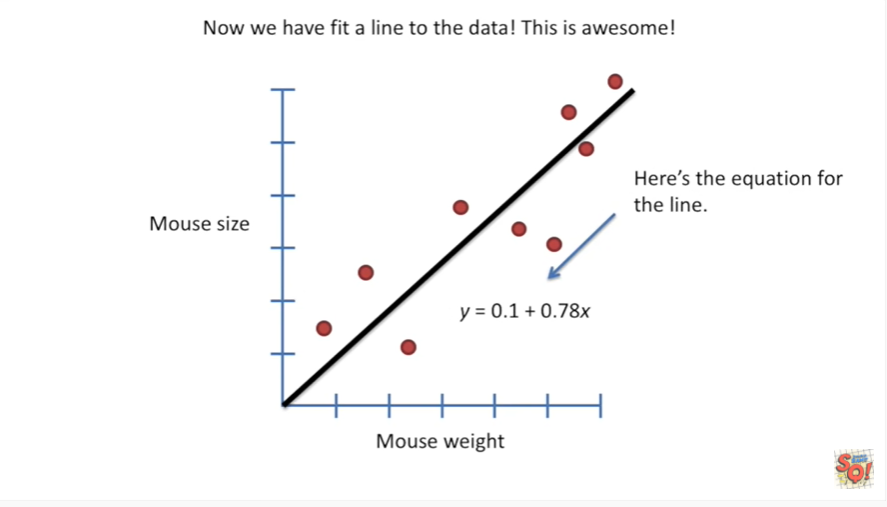 Now we have fit a line to the data! This is awesome!
Mouse size
Here’s the equation for
the line.
y = 0.1 + 0.78x
Mouse weight
SQ!